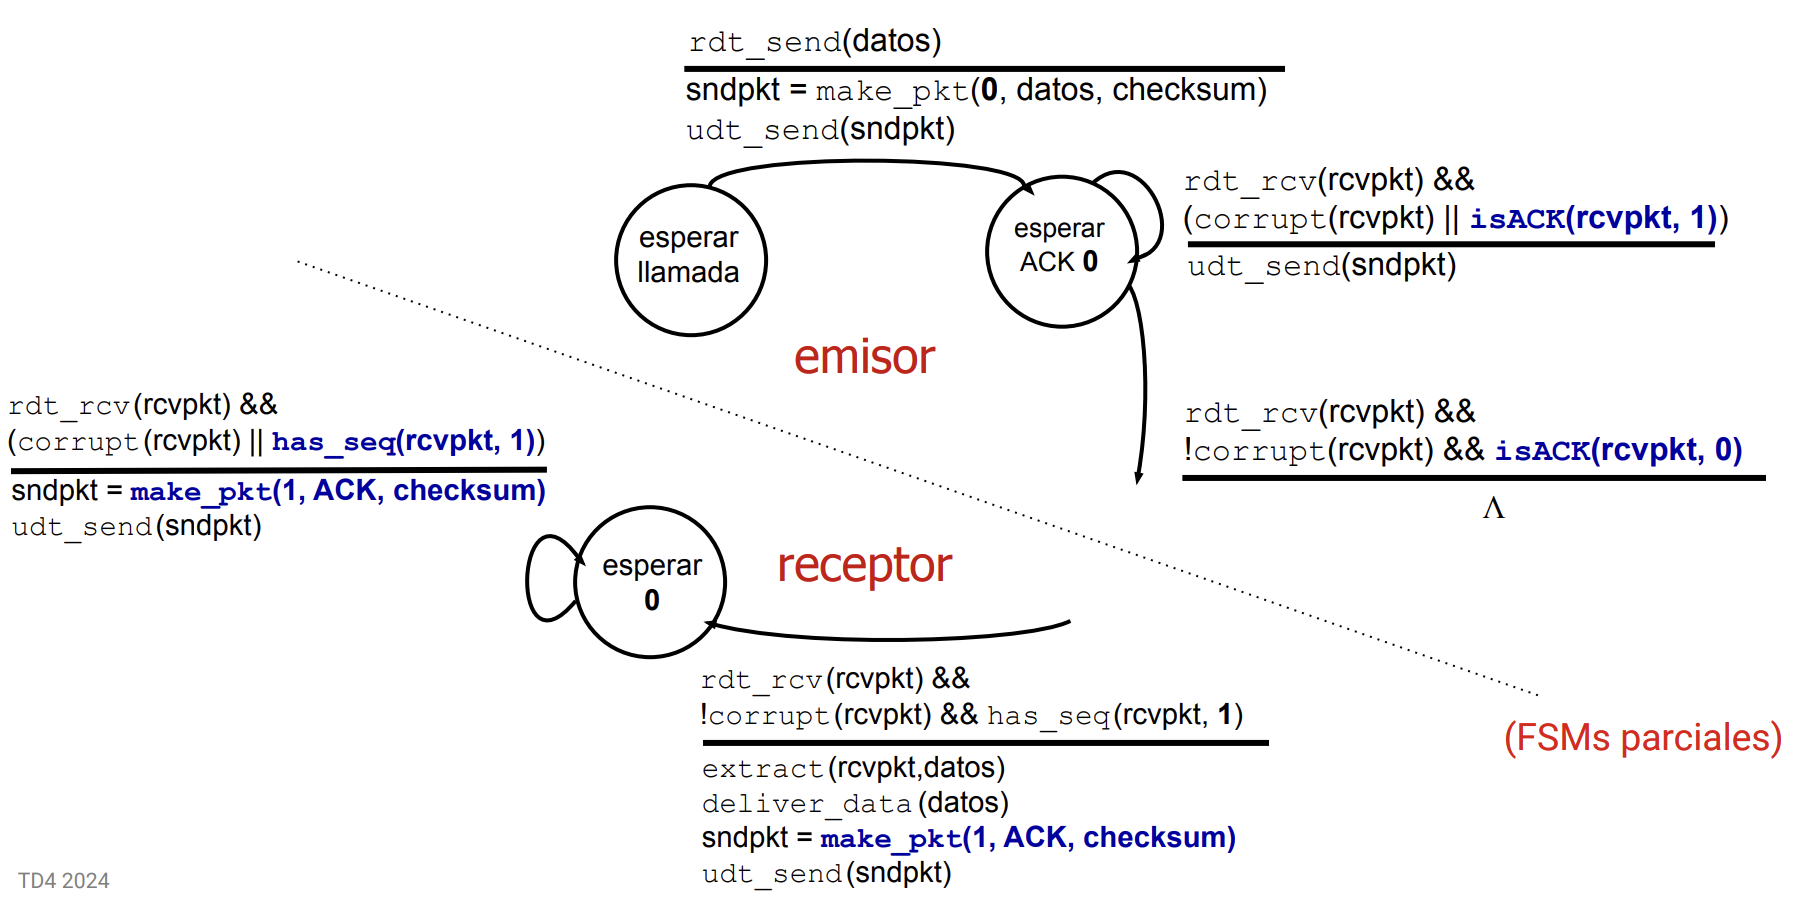 rdt_send(datos)
sndpkt = make_pkt(0, datos, checksum)
udt_send(sndpkt)
esperar
llamada
esperar
ACK 0
rdt_rcv(rcvpkt) &&
(corrupt(rcvpkt) || isACK(rcvpkt, 1))
udt_send(sndpkt)
emisor
rdt_rcv(rcvpkt) &&
!corrupt(rcvpkt) && isACK(rcvpkt, 0)
Λ
rdt_rcv(rcvpkt) &&
(corrupt(rcvpkt) || has_seq(rcvpkt, 1))
sndpkt = make_pkt(1, ACK, checksum)
udt_send(sndpkt)
esperar
0
receptor
rdt_rcv(rcvpkt) &&
!corrupt(rcvpkt) && has_seq(rcvpkt, 1)
extract(rcvpkt,datos)
deliver_data(datos)
sndpkt = make_pkt(1, ACK, checksum)
udt_send(sndpkt)
(FSMs parciales)
TD4 2024